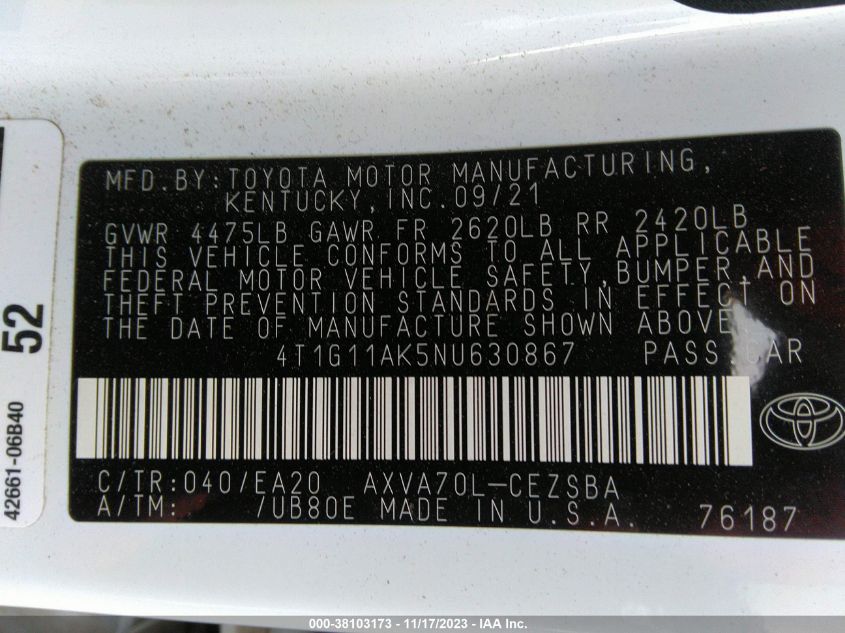 MFD.BY:TOYOTA MOTOR MANUFACTURING,
KENTUCKY,INC.09/21
GVWR 4475LB GAWR FR 2620LB RR 2420LB
THIS VEHICLE CONFORMS TO ALL APPLICABLE
FEDERAL MOTOR VEHICLE SAFETY,BUMPER,AND
THEFT PREVENTION STANDARDS IN EFFECT ON
THE DATE OF MANUFACTURE SHOWN ABOVE
4T1G11AK5NU630867 PASS.CAR
C/TR:040/EA20 AXVA70L-CEZSBA
A/TM: /UB80E MADE IN U.S.A. 76187
52
42661-06B40
000-38103173 - 11/17/2023 - IAA Inc.